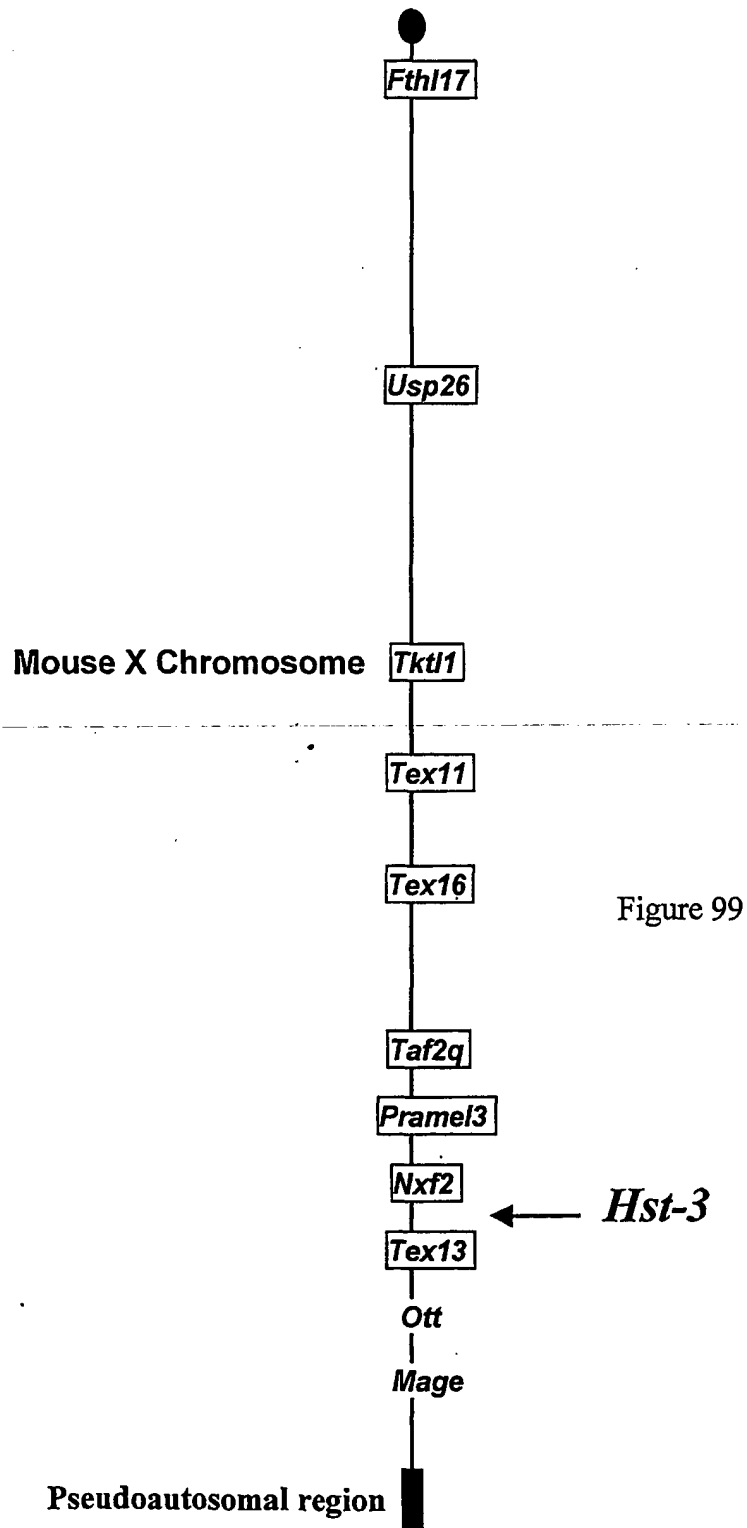 Fthl17
Usp26
Mouse X Chromosome Tktl1
Tex11
Tex16
Figure 99
Taf2q
Pramel3
Nxf2
Hst-3
Tex13
Ott
Mage
Pseudoautosomal region